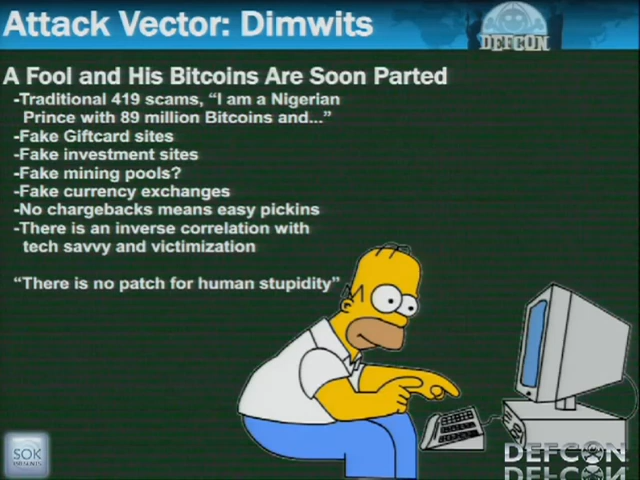 Attack Vector: Dimwits
DEFCON
A Fool and His Bitcoins Are Soon Parted
-Traditional 419 scams, “I am a Nigerian
Prince with 89 million Bitcoins and...”
-Fake Giftcard sites
-Fake investment sites
-Fake mining pools?
-Fake currency exchanges
-No chargebacks means easy pickins
-There is an inverse correlation with
tech savvy and victimization
“There is no patch for human stupidity”
SOK
PRESENTS
DEFCON